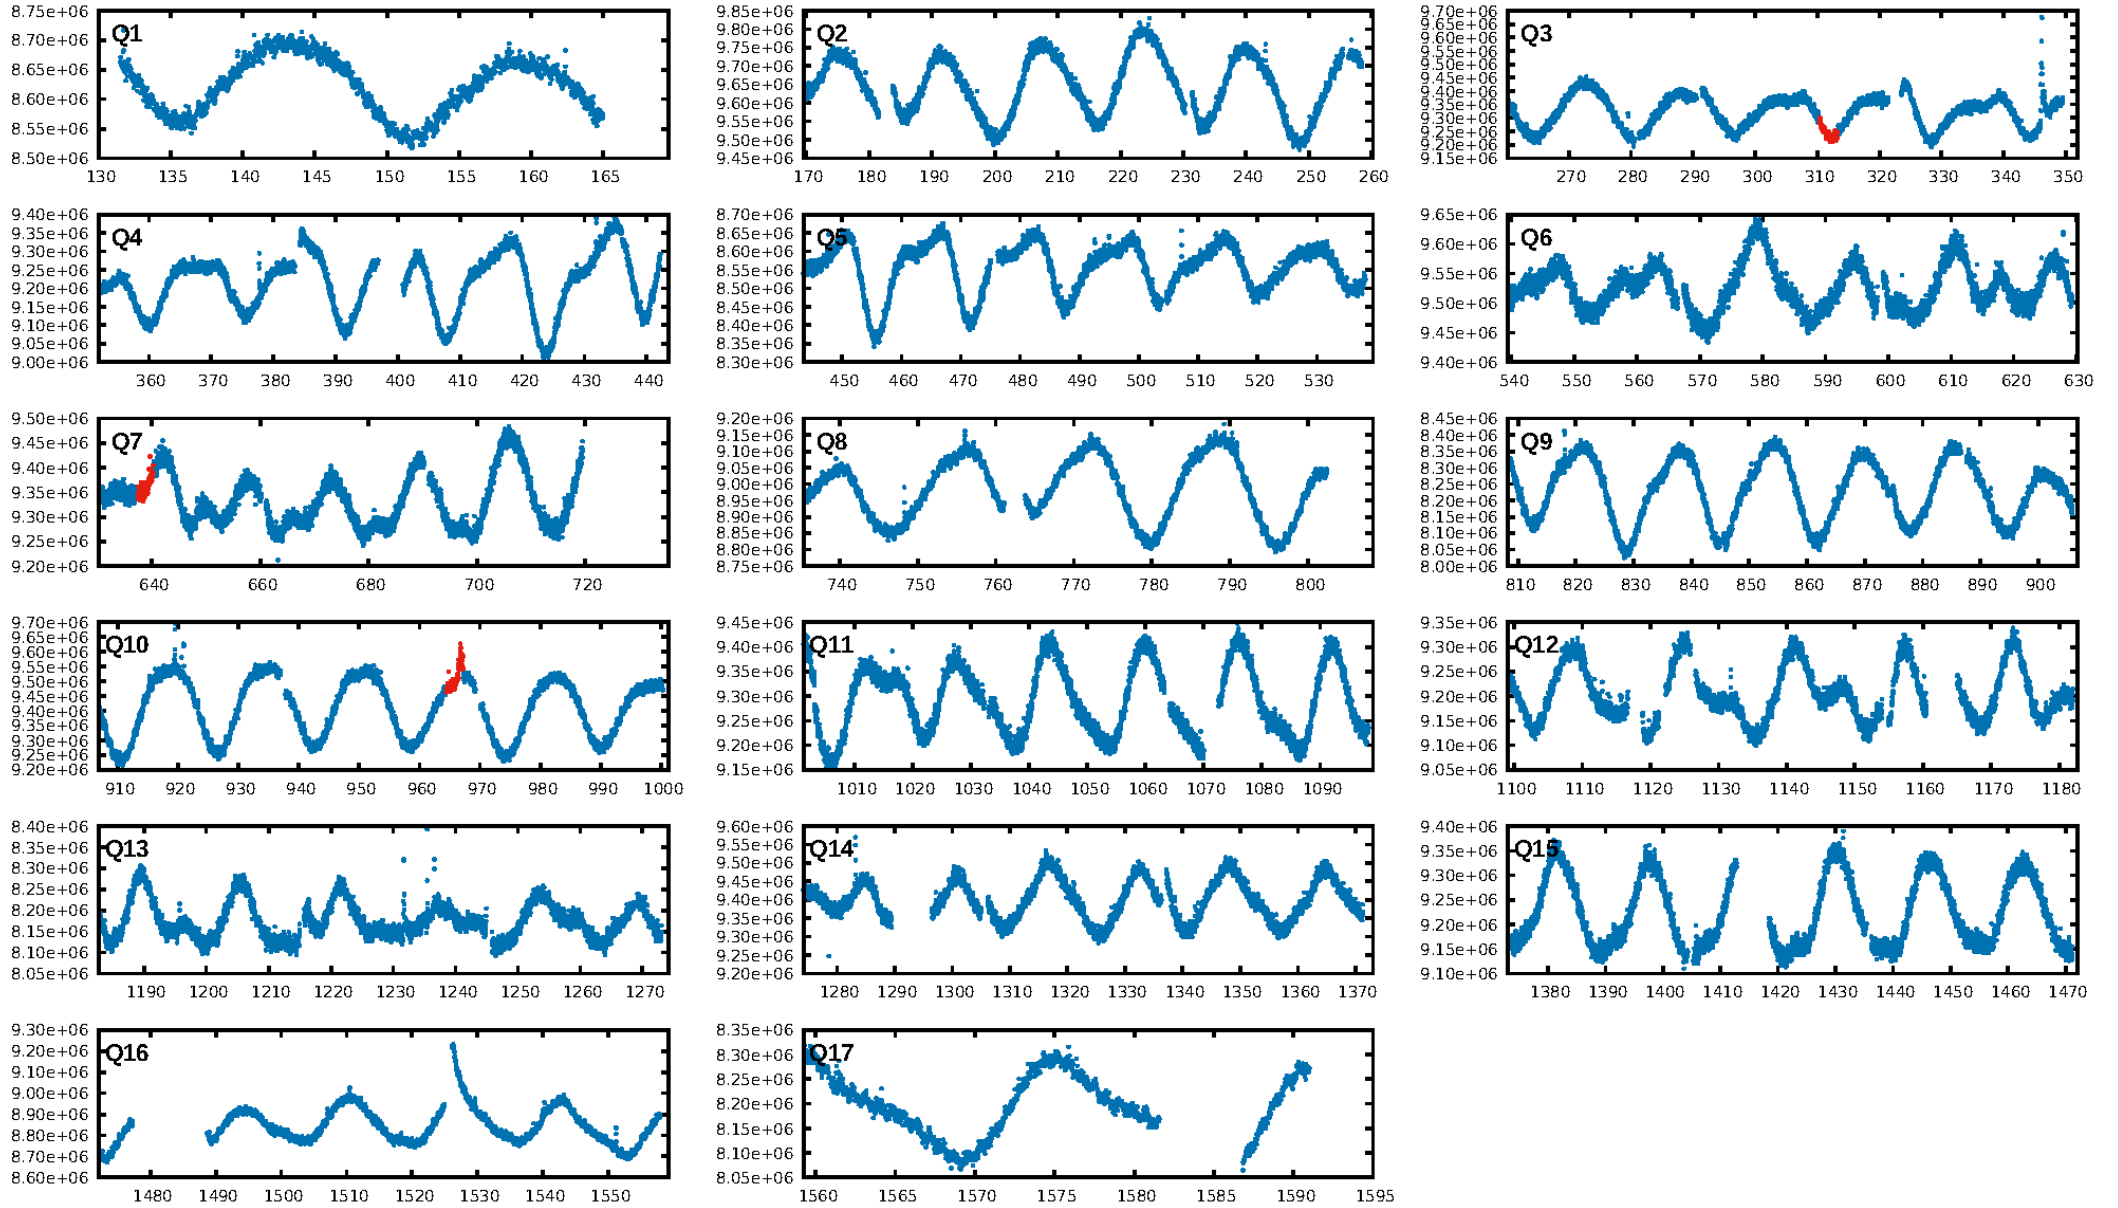 8.75e+06 8.70e+06 8.65e+06 8.60e+06 8.55e+06 8.50e+06
Q1
130 135 140 145 150 155 160 165
9.85e+06 9.80e+06 9.75e+06 9.70e+06 9.65e+06 9.60e+06 9.55e+06 9.50e+06 9.45e+06
Q2
170 180 190 200 210 220 230 240 250 260
9.70e+06 9.65e+06 9.60e+06 9.55e+06 9.50e+06 9.45e+06 9.40e+06 9.35e+06 9.30e+06 9.25e+06 9.20e+06 9.15e+06
Q3
270 280 290 300 310 320 330 340 350
9.40e+06 9.35e+06 9.30e+06 9.25e+06 9.20e+06 9.15e+06 9.10e+06 9.05e+06 9.00e+06
Q4
360 370 380 390 400 410 420 430 440
8.70e+06 8.65e+06 8.60e+06 8.55e+06 8.50e+06 8.45e+06 8.40e+06 8.35e+06 8.30e+06
Q5
450 460 470 480 490 500 510 520 530
9.65e+06 9.60e+06 9.55e+06 9.50e+06 9.45e+06 9.40e+06
Q6
540 550 560 570 580 590 600 610 620 630
9.50e+06 9.45e+06 9.40e+06 9.35e+06 9.30e+06 9.25e+06 9.20e+06
Q7
640 660 680 700 720
9.20e+06 9.15e+06 9.10e+06 9.05e+06 9.00e+06 8.95e+06 8.90e+06 8.85e+06 8.80e+06 8.75e+06
Q8
740 750 760 770 780 790 800
8.45e+06 8.40e+06 8.35e+06 8.30e+06 8.25e+06 8.20e+06 8.15e+06 8.10e+06 8.05e+06 8.00e+06
Q9
810 820 830 840 850 860 870 880 890 900
9.70e+06 9.65e+06 9.60e+06 9.55e+06 9.50e+06 9.45e+06 9.40e+06 9.35e+06 9.30e+06 9.25e+06 9.20e+06
Q10
910 920 930 940 950 960 970 980 990 1000
9.45e+06 9.40e+06 9.35e+06 9.30e+06 9.25e+06 9.20e+06 9.15e+06
Q11
1010 1020 1030 1040 1050 1060 1070 1080 1090
9.35e+06 9.30e+06 9.25e+06 9.20e+06 9.15e+06 9.10e+06 9.05e+06
Q12
1100 1110 1120 1130 1140 1150 1160 1170 1180
8.40e+06 8.35e+06 8.30e+06 8.25e+06 8.20e+06 8.15e+06 8.10e+06 8.05e+06
Q13
1190 1200 1210 1220 1230 1240 1250 1260 1270
9.60e+06 9.55e+06 9.50e+06 9.45e+06 9.40e+06 9.35e+06 9.30e+06 9.25e+06 9.20e+06
Q14
1280 1290 1300 1310 1320 1330 1340 1350 1360 1370
9.40e+06 9.35e+06 9.30e+06 9.25e+06 9.20e+06 9.15e+06 9.10e+06
Q15
1380 1390 1400 1410 1420 1430 1440 1450 1460 1470
9.30e+06 9.20e+06 9.10e+06 9.00e+06 8.90e+06 8.80e+06 8.70e+06 8.60e+06
Q16
1480 1490 1500 1510 1520 1530 1540 1550
8.35e+06 8.30e+06 8.25e+06 8.20e+06 8.15e+06 8.10e+06 8.05e+06
Q17
1560 1565 1570 1575 1580 1585 1590 1595